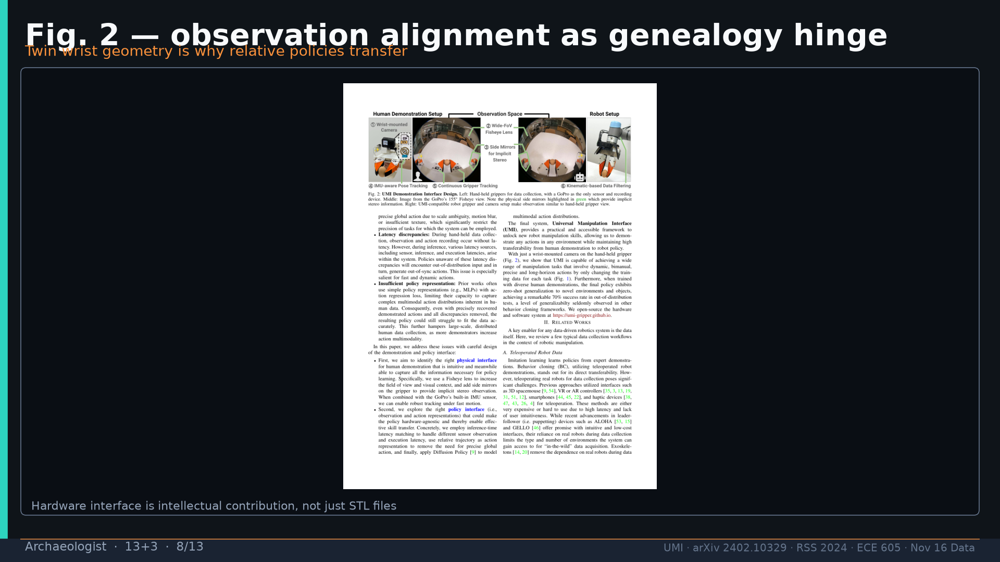 Fig. 2 — observation alignment as genealogy hinge
Twin wrist geometry is why relative policies transfer
Human Demonstration Setup
Observation Space
Robot Setup
① Wrist-mounted
Camera
② Wide-FoV
Fisheye Lens
③ Side Mirrors
for Implicit
Stereo
④ IMU-aware Pose Tracking
⑤ Continuous Gripper Tracking
⑥ Kinematic-based Data Filtering
Fig. 2: UMI Demonstration Interface Design. Left: Hand-held grippers for data collection, with a GoPro as the only sensor and recording
device. Middle: Image from the GoPro's 155° Fisheye view. Note the physical side mirrors highlighted in green which provide implicit
stereo information. Right: UMI-compatible robot gripper and camera setup make observation similar to hand-held gripper view.
precise global action due to scale ambiguity, motion blur,
or insufficient texture, which significantly restrict the
precision of tasks for which the system can be employed.
• Latency discrepancies: During hand-held data collec-
tion, observation and action recording occur without la-
tency. However, during inference, various latency sources,
including sensor, inference, and execution latencies, arise
within the system. Policies unaware of these latency dis-
crepancies will encounter out-of-distribution input and in
turn, generate out-of-sync actions. This issue is especially
salient for fast and dynamic actions.
• Insufficient policy representation: Prior works often
use simple policy representations (e.g., MLPs) with ac-
tion regression loss, limiting their capacity to capture
complex multimodal action distributions inherent in hu-
man data. Consequently, even with precisely recovered
demonstrated actions and all discrepancies removed, the
resulting policy could still struggle to fit the data ac-
curately. This further hampers large-scale, distributed
human data collection, as more demonstrators increase
action multimodality.
In this paper, we address these issues with careful design
of the demonstration and policy interface:
• First, we aim to identify the right physical interface
for human demonstration that is intuitive and meanwhile
able to capture all the information necessary for policy
learning. Specifically, we use a Fisheye lens to increase
the field of view and visual context, and add side mirrors
on the gripper to provide implicit stereo observation.
When combined with the GoPro's built-in IMU sensor,
we can enable robust tracking under fast motion.
• Second, we explore the right policy interface (i.e.,
observation and action representations) that could make
the policy hardware-agnostic and thereby enable effec-
tive skill transfer. Concretely, we employ inference-time
latency matching to handle different sensor observation
and execution latency, use relative trajectory as action
representation to remove the need for precise global
action, and finally, apply Diffusion Policy [9] to model
multimodal action distributions.
The final system, Universal Manipulation Interface
(UMI), provides a practical and accessible framework to
unlock new robot manipulation skills, allowing us to demon-
strate any actions in any environment while maintaining high
transferability from human demonstration to robot policy.
With just a wrist-mounted camera on the hand-held gripper
(Fig. 2), we show that UMI is capable of achieving a wide
range of manipulation tasks that involve dynamic, bimanual,
precise and long-horizon actions by only changing the train-
ing data for each task (Fig. 1). Furthermore, when trained
with diverse human demonstrations, the final policy exhibits
zero-shot generalization to novel environments and objects,
achieving a remarkable 70% success rate in out-of-distribution
tests, a level of generalizabilty seldomly observed in other
behavior cloning frameworks. We open-source the hardware
and software system at https://umi-gripper.github.io.
II. RELATED WORKS
A key enabler for any data-driven robotics system is the data
itself. Here, we review a few typical data collection workflows
in the context of robotic manipulation.
A. Teleoperated Robot Data
Imitation learning learns policies from expert demonstra-
tions. Behavior cloning (BC), utilizing teleoperated robot
demonstrations, stands out for its direct transferability. How-
ever, teleoperating real robots for data collection poses signif-
icant challenges. Previous approaches utilized interfaces such
as 3D spacemouse [9, 54], VR or AR controllers [35, 3, 13, 19,
31, 51, 12], smartphones [44, 45, 22], and haptic devices [38,
47, 43, 26, 4] for teleoperation. These methods are either
very expensive or hard to use due to high latency and lack
of user intuitiveness. While recent advancements in leader-
follower (i.e. puppetting) devices such as ALOHA [53, 15]
and GELLO [46] offer promise with intuitive and low-cost
interfaces, their reliance on real robots during data collection
limits the type and number of environments the system can
gain access to for “in-the-wild” data acquisition. Exoskele-
tons [14, 20] remove the dependence on real robots during data
Hardware interface is intellectual contribution, not just STL files
Archaeologist · 13+3 · 8/13
UMI · arXiv 2402.10329 · RSS 2024 · ECE 605 · Nov 16 Data